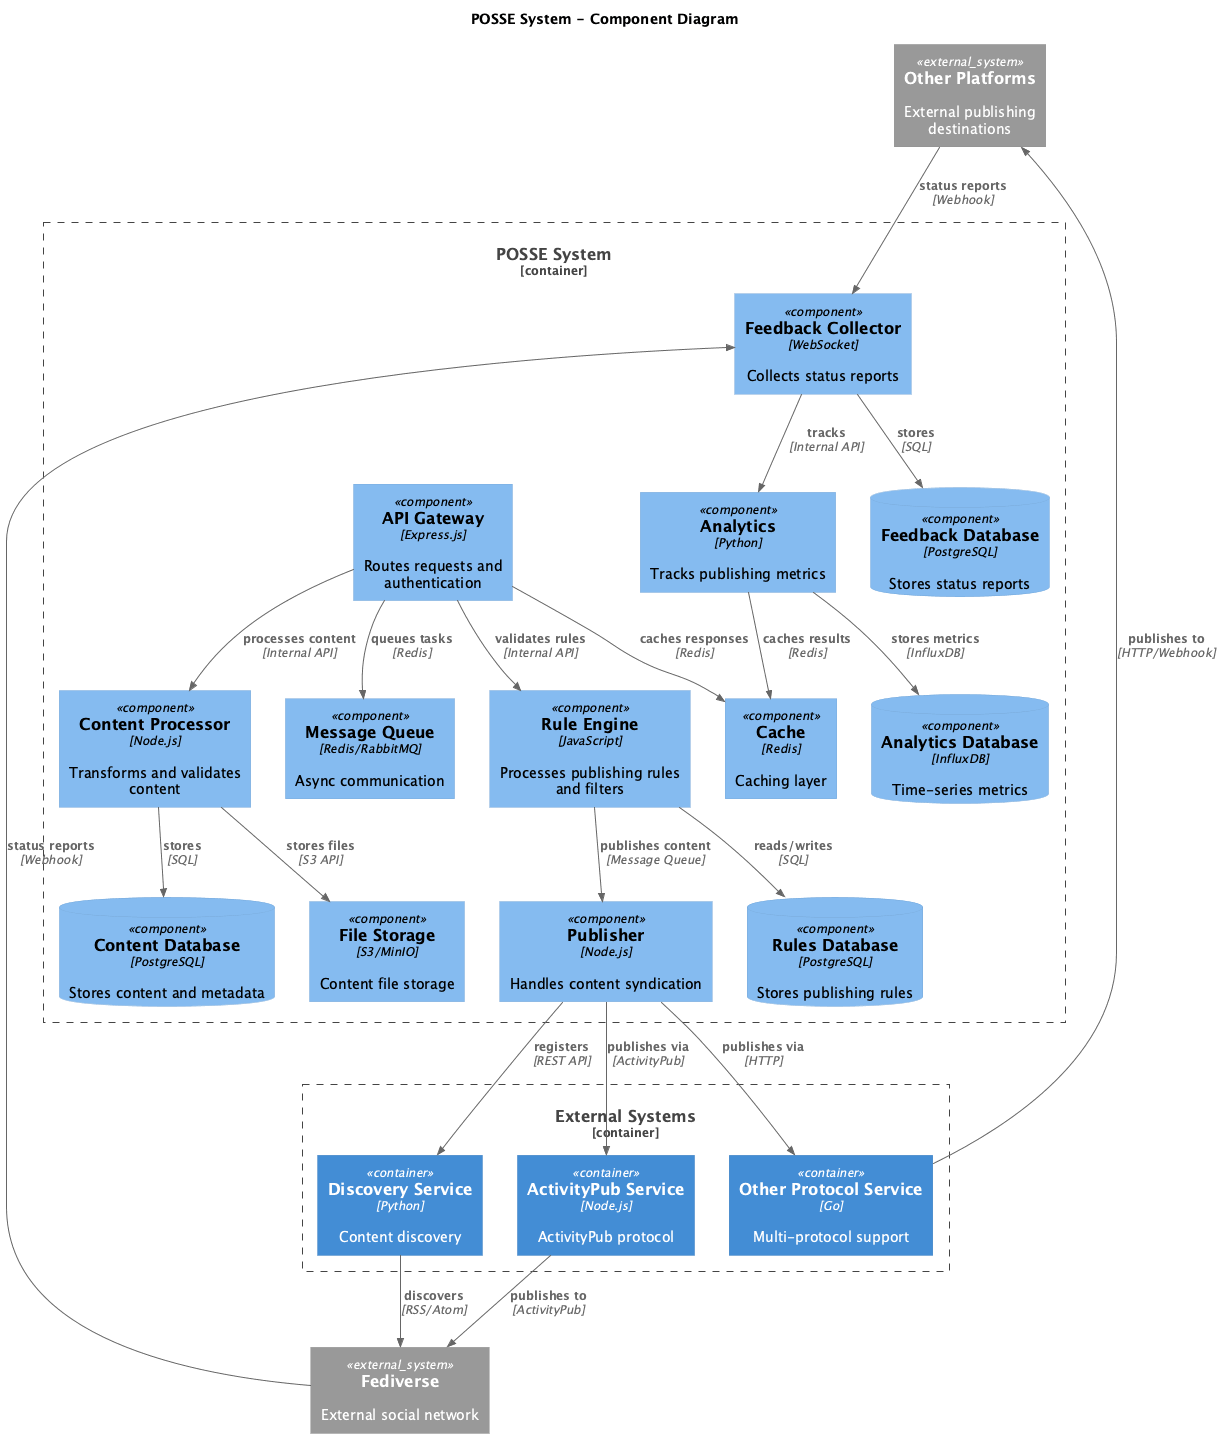 POSSE System - Component Diagram
«external_system»
Other Platforms
External publishing
destinations
status reports
[Webhook]
POSSE System
[container]
«component»
Feedback Collector
[WebSocket]
Collects status reports
tracks
[Internal API]
stores
[SQL]
«component»
API Gateway
[Express.js]
Routes requests and
authentication
«component»
Analytics
[Python]
Tracks publishing metrics
«component»
Feedback Database
[PostgreSQL]
Stores status reports
processes content
[Internal API]
queues tasks
[Redis]
validates rules
[Internal API]
caches responses
[Redis]
caches results
[Redis]
stores metrics
[InfluxDB]
publishes to
[HTTP/Webhook]
«component»
Content Processor
[Node.js]
Transforms and validates
content
«component»
Message Queue
[Redis/RabbitMQ]
Async communication
«component»
Rule Engine
[JavaScript]
Processes publishing rules
and filters
«component»
Cache
[Redis]
Caching layer
«component»
Analytics Database
[InfluxDB]
Time-series metrics
status reports
[Webhook]
stores
[SQL]
stores files
[S3 API]
publishes content
[Message Queue]
reads/writes
[SQL]
«component»
Content Database
[PostgreSQL]
Stores content and metadata
«component»
File Storage
[S3/MinIO]
Content file storage
«component»
Publisher
[Node.js]
Handles content syndication
«component»
Rules Database
[PostgreSQL]
Stores publishing rules
registers
[REST API]
publishes via
[ActivityPub]
publishes via
[HTTP]
External Systems
[container]
«container»
Discovery Service
[Python]
Content discovery
«container»
ActivityPub Service
[Node.js]
ActivityPub protocol
«container»
Other Protocol Service
[Go]
Multi-protocol support
discovers
[RSS/Atom]
publishes to
[ActivityPub]
«external_system»
Fediverse
External social network